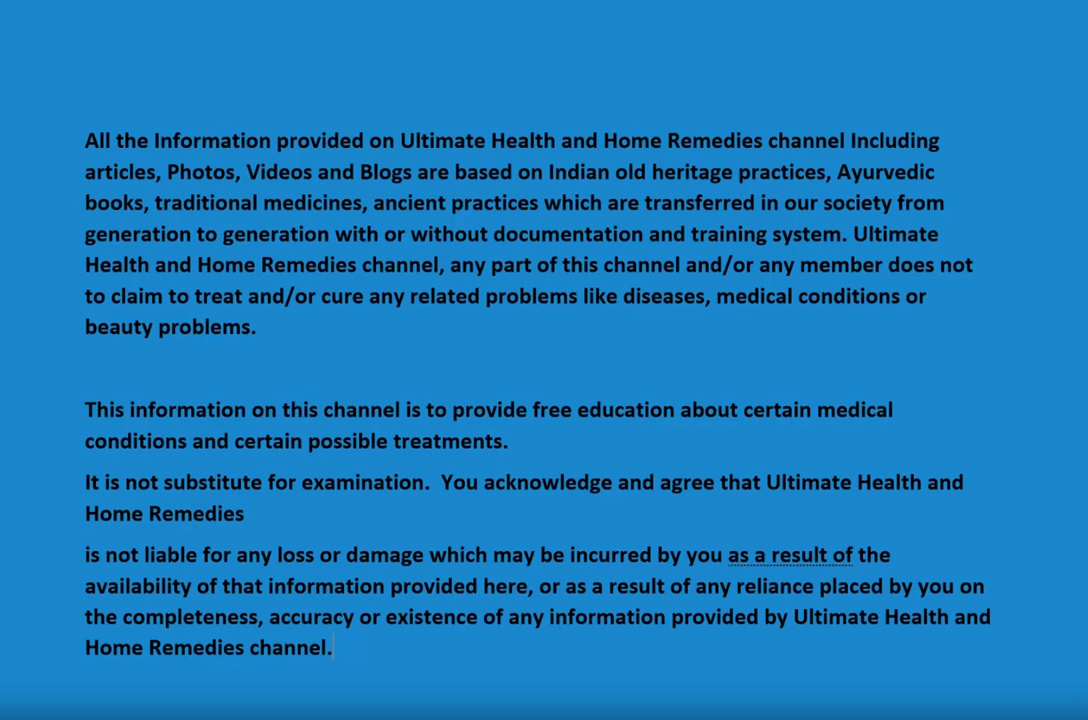 All the Information provided on Ultimate Health and Home Remedies channel Including
articles, Photos, Videos and Blogs are based on Indian old heritage practices, Ayurvedic
books, traditional medicines, ancient practices which are transferred in our society from
generation to generation with or without documentation and training system. Ultimate
Health and Home Remedies channel, any part of this channel and/or any member does not
to claim to treat and/or cure any related problems like diseases, medical conditions or
beauty problems.
This information on this channel is to provide free education about certain medical
conditions and certain possible treatments.
It is not substitute for examination.  You acknowledge and agree that Ultimate Health and
Home Remedies
is not liable for any loss or damage which may be incurred by you as a result of the
availability of that information provided here, or as a result of any reliance placed by you on
the completeness, accuracy or existence of any information provided by Ultimate Health and
Home Remedies channel.